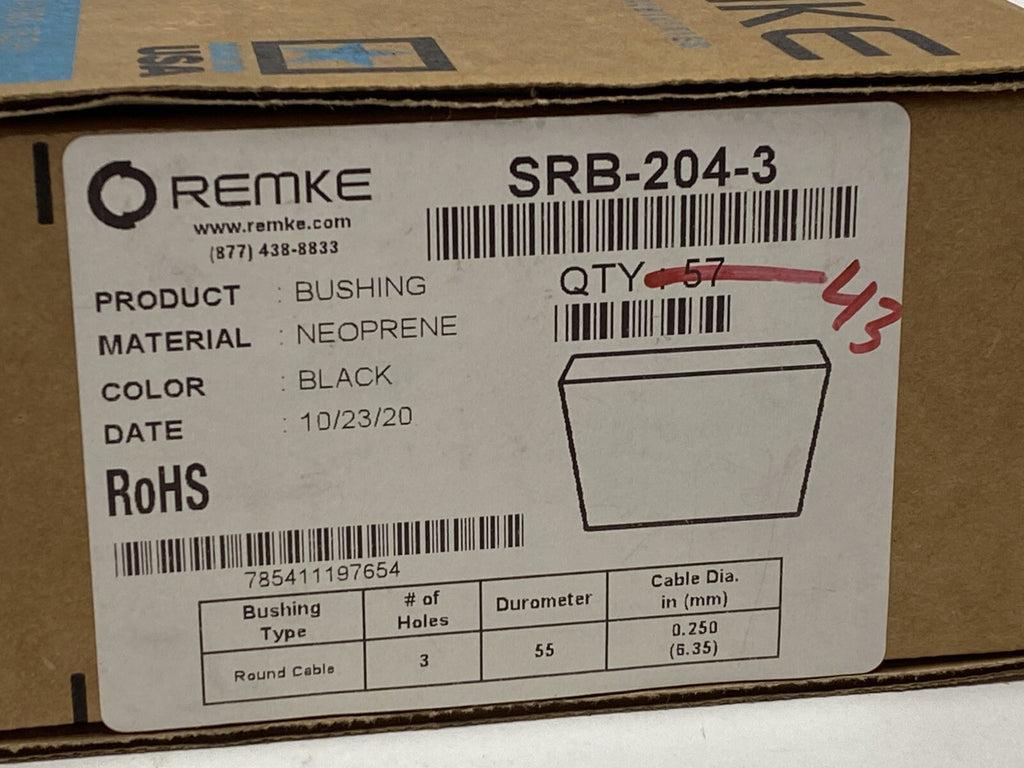 USA
KE
REMKE
www.remke.com
(877) 438-8833
SRB-204-3
QTY : 57
43
PRODUCT : BUSHING
MATERIAL : NEOPRENE
COLOR : BLACK
DATE : 10/23/20
RoHS
785411197654
Bushing Type
# of Holes
Durometer
Cable Dia. in (mm)
Round Cable
3
55
0.250 (6.35)